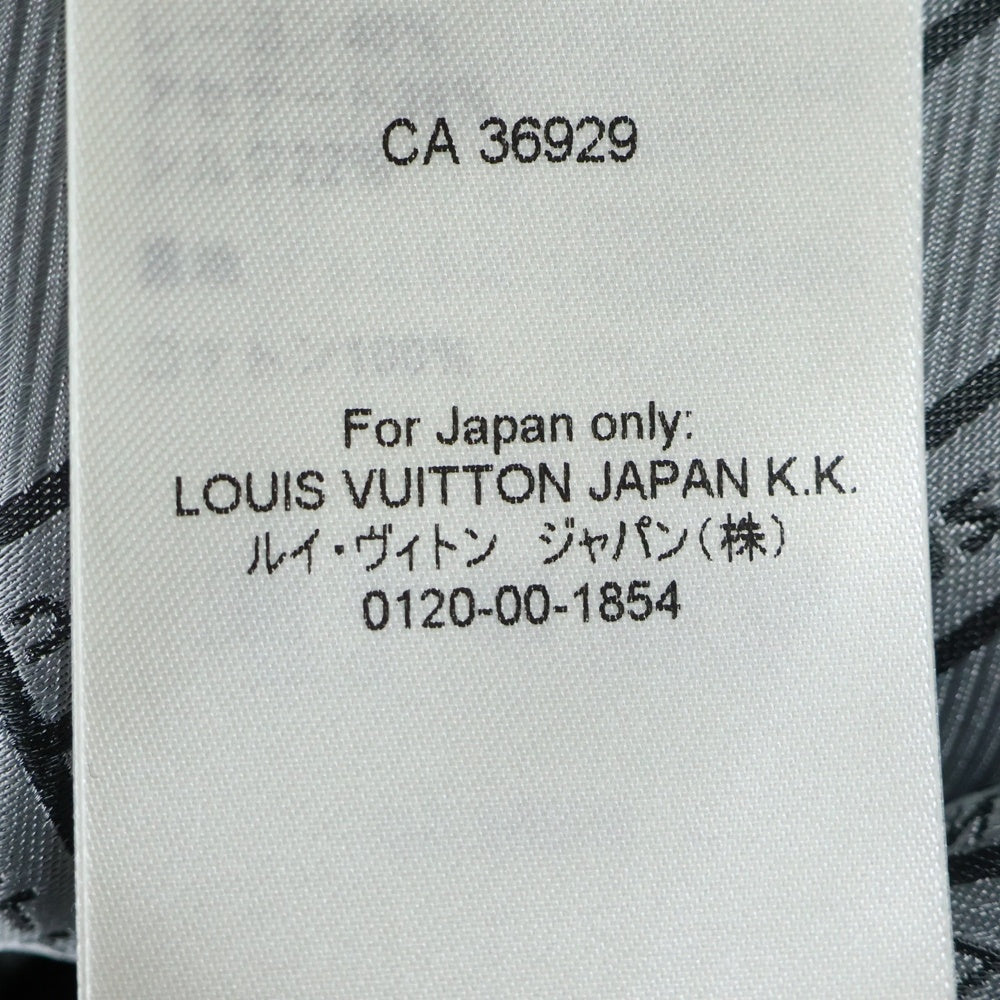 CA 36929
For Japan only:
LOUIS VUITTON JAPAN K.K.
ルイ・ヴィトン ジャパン(株)
0120-00-1854